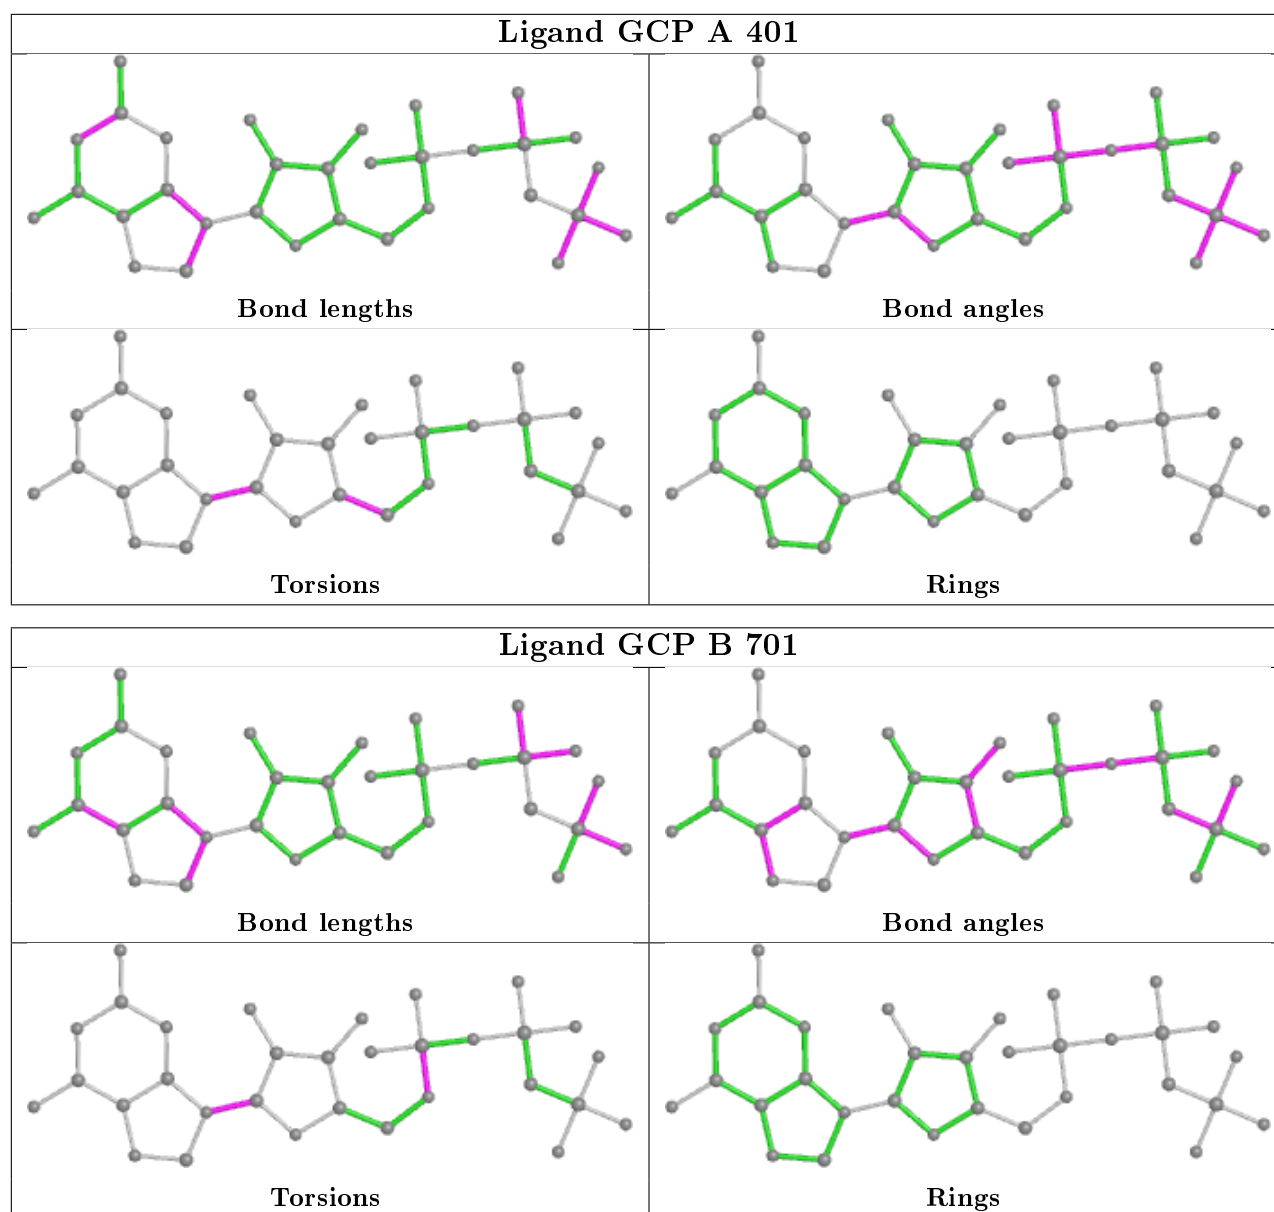 Ligand GCP A 401
Bond lengths
Bond angles
Torsions
Rings
Ligand GCP B 701
Bond lengths
Bond angles
Torsions
Rings